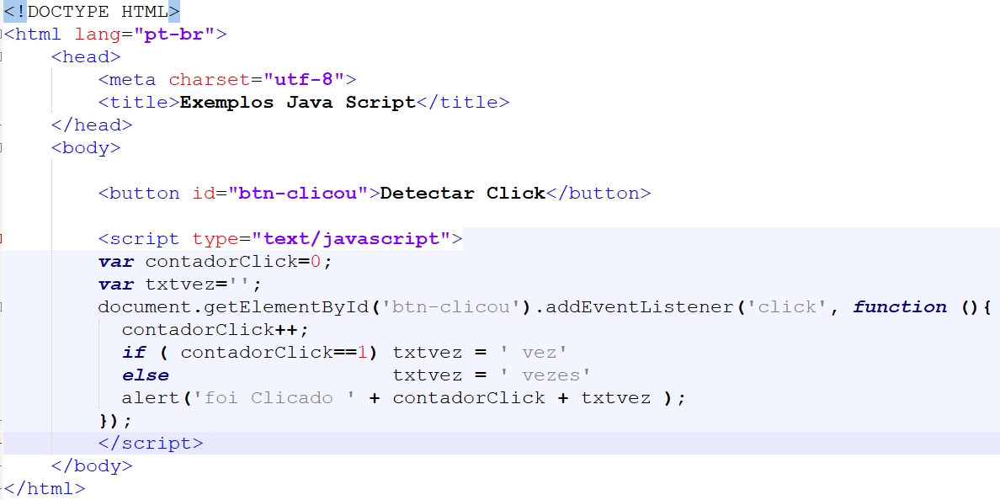 <!DOCTYPE HTML>
<html lang="pt-br">
<head>
<meta charset="utf-8">
<title>Exemplos Java Script</title>
</head>
<body>
<button id="btn-clicou">Detectar Click</button>
<script type="text/javascript">
var contadorClick=0;
var txtvez='';
document.getElementById('btn-clicou').addEventListener('click', function (){
contadorClick++;
if ( contadorClick==1) txtvez = ' vez'
else                   txtvez = ' vezes'
alert('foi Clicado ' + contadorClick + txtvez );
});
</script>
</body>
</html>